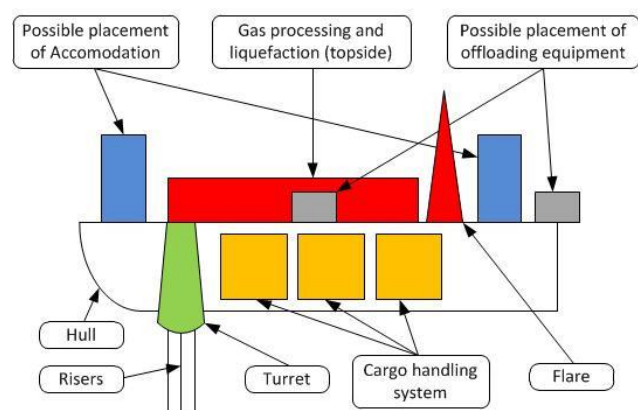 Possible placement
of Accomodation
Gas processing and
liquefaction (topside)
Possible placement of
offloading equipment
Hull
Risers
Turret
Cargo handling
system
Flare